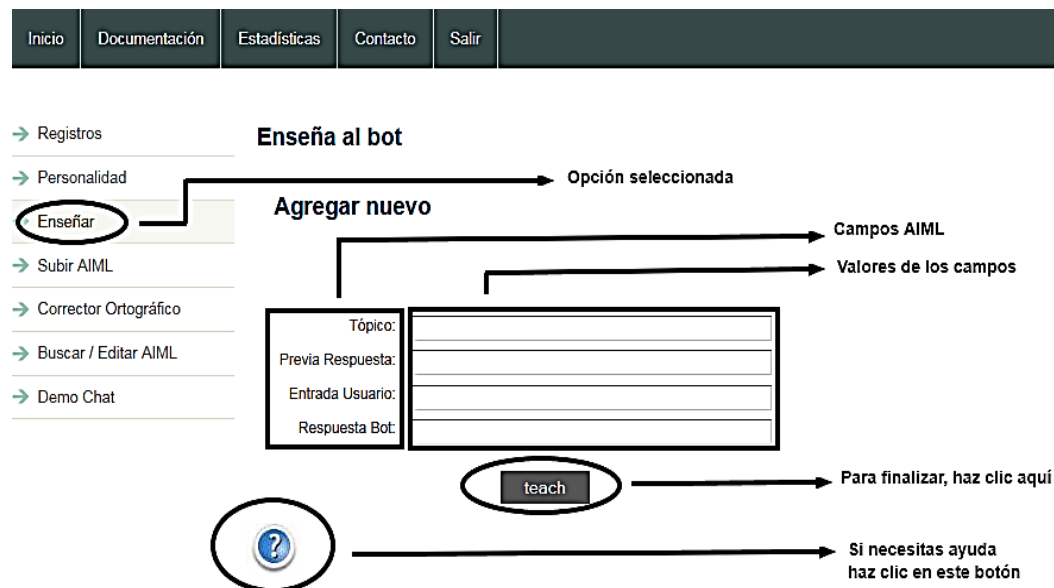 Inicio Documentación Estadísticas Contacto Salir
Registros
Enseña al bot
Personalidad
Opción seleccionada
Enseñar
Agregar nuevo
Campos AIML
Subir AIML
Valores de los campos
Corrector Ortográfico
Tópico:
Buscar / Editar AIML
Previa Respuesta:
Demo Chat
Entrada Usuario:
Respuesta Bot:
teach
Para finalizar, haz clic aquí
?
Si necesitas ayuda
haz clic en este botón